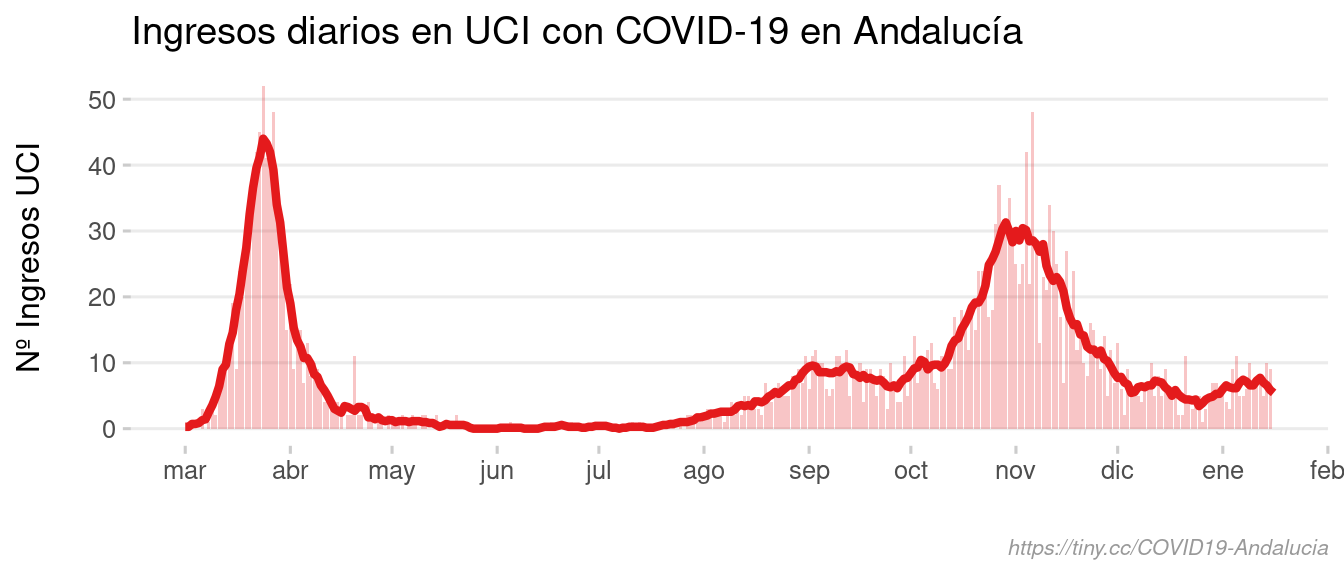 Ingresos diarios en UCI con COVID-19 en Andalucía
Nº Ingresos UCI
50
40
30
20
10
0
mar abr may jun jul ago sep oct nov dic ene feb
https://tiny.cc/COVID19-Andalucia